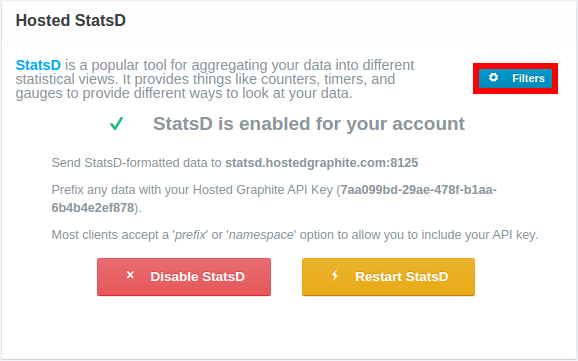 Hosted StatsD
StatsD is a popular tool for aggregating your data into different
statistical views. It provides things like counters, timers, and
gauges to provide different ways to look at your data.
Filters
StatsD is enabled for your account
Send StatsD-formatted data to statsd.hostedgraphite.com:8125
Prefix any data with your Hosted Graphite API Key (7aa099bd-29ae-478f-b1aa-
6b4b4e2ef878).
Most clients accept a 'prefix' or 'namespace' option to allow you to include your API key.
Disable StatsD
Restart StatsD